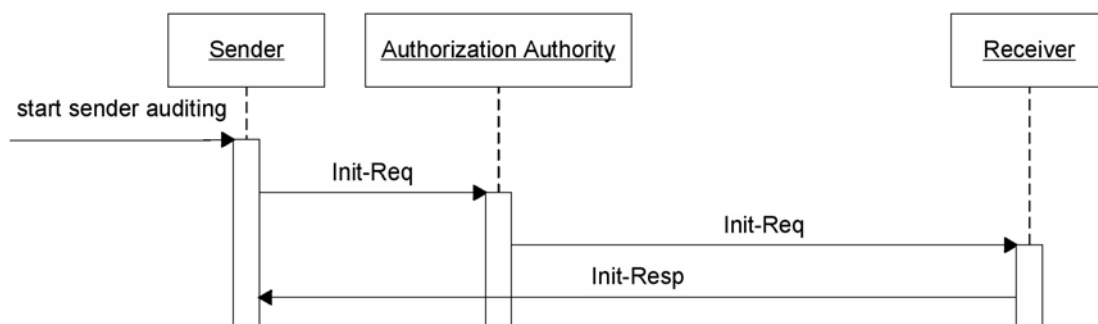 Sender
Authorization Authority
Receiver
start sender auditing
Init-Req
Init-Req
Init-Resp